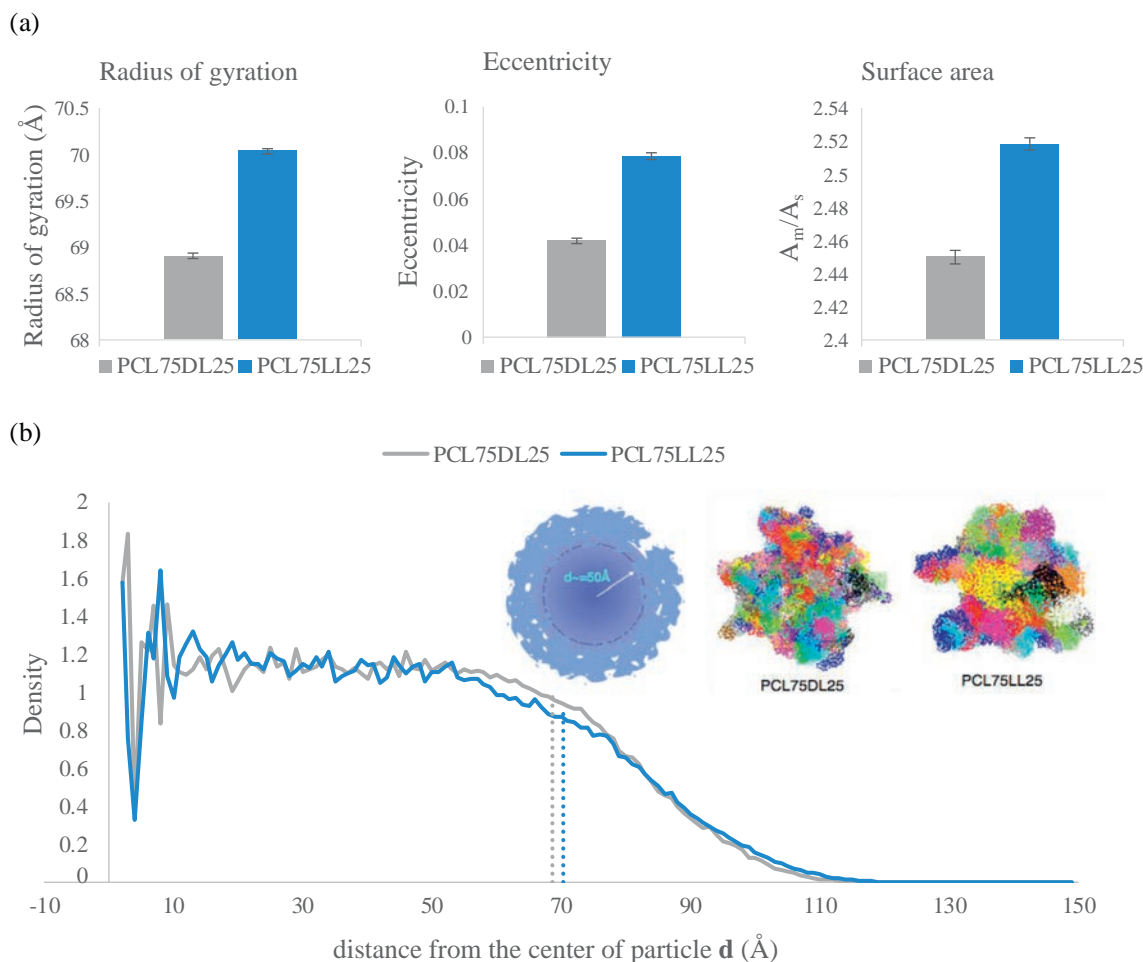 (a)
Radius of gyration
Radius of gyration (Å)
70.5
70
69.5
69
68.5
68
PCL75DL25 PCL75LL25
Eccentricity
Eccentricity
0.1
0.08
0.06
0.04
0.02
0
PCL75DL25 PCL75LL25
Surface area
Am/As
2.54
2.52
2.5
2.48
2.46
2.44
2.42
2.4
PCL75DL25 PCL75LL25
(b)
PCL75DL25 PCL75LL25
Density
2
1.8
1.6
1.4
1.2
1
0.8
0.6
0.4
0.2
0
-10 10 30 50 70 90 110 130 150
distance from the center of particle d (Å)
d~=50Å
PCL75DL25
PCL75LL25